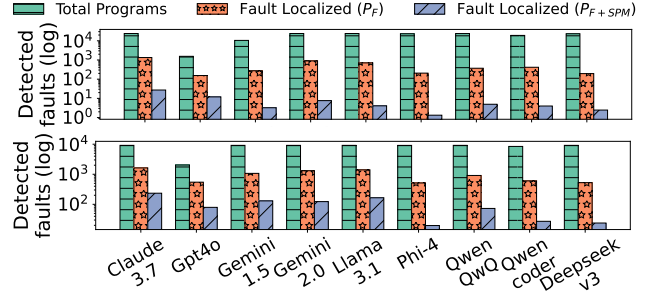 Total Programs Fault Localized (P_F) Fault Localized (P_{F+SPM})
Detected
faults (log)
10^4
10^3
10^2
10^1
10^0
Detected
faults (log)
10^4
10^3
10^2
Claude
3.7
Gpt4o
Gemini
1.5
Gemini
2.0
Llama
3.1
Phi-4
Qwen
QwQ
Qwen
coder
Deepseek
v3